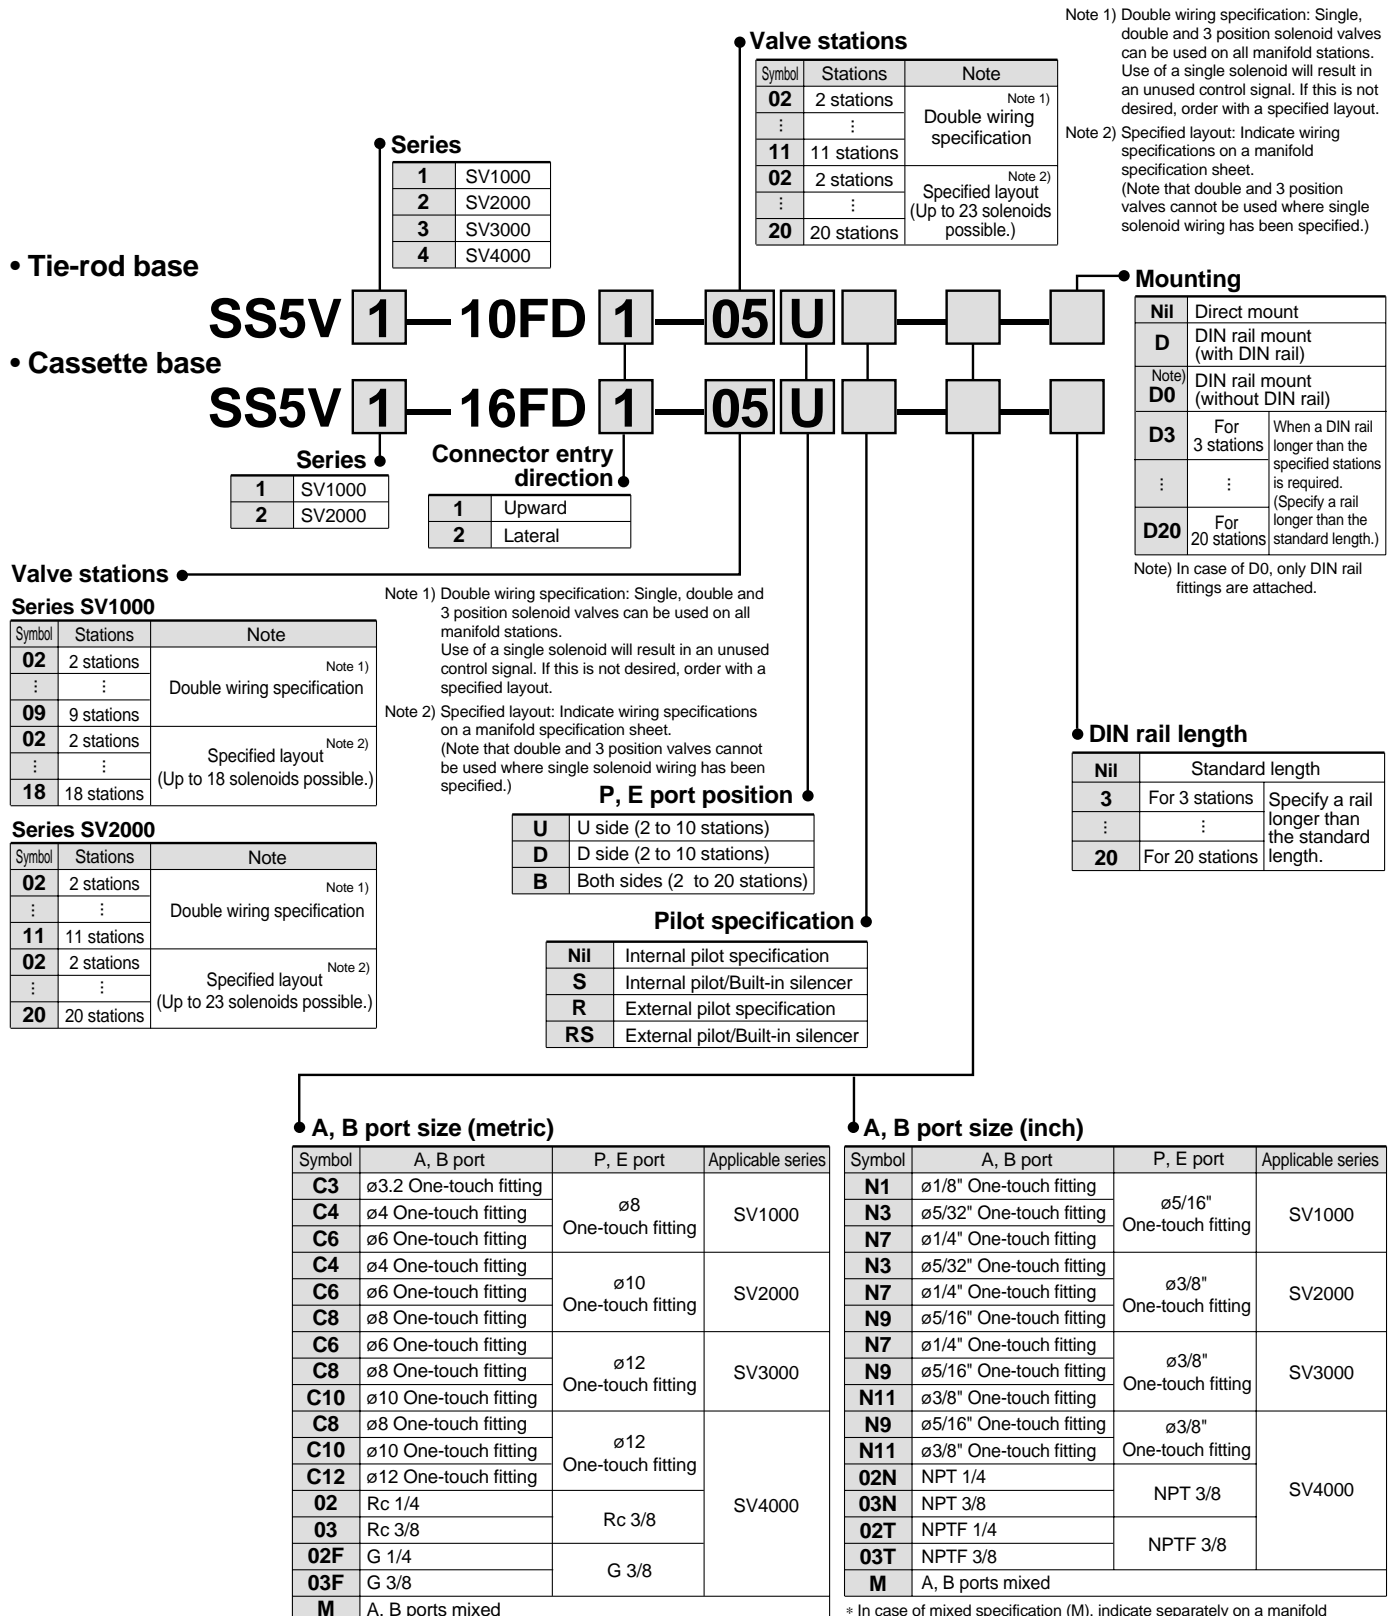 Note 1) Double wiring specification: Single,
double and 3 position solenoid valves
can be used on all manifold stations.
Use of a single solenoid will result in
an unused control signal. If this is not
desired, order with a specified layout.
Note 2) Specified layout: Indicate wiring
specifications on a manifold
specification sheet.
(Note that double and 3 position
valves cannot be used where single
solenoid wiring has been specified.)
Valve stations
Symbol Stations Note
02 2 stations Note 1)
⋮ ⋮ Double wiring
specification
11 11 stations
02 2 stations Note 2)
⋮ ⋮ Specified layout
(Up to 23 solenoids
20 20 stations possible.)
Series
1 SV1000
2 SV2000
3 SV3000
4 SV4000
• Tie-rod base
SS5V 1 — 10FD 1 — 05 U
• Cassette base
SS5V 1 — 16FD 1 — 05 U
Mounting
Nil Direct mount
D DIN rail mount
(with DIN rail)
Note) D0 DIN rail mount
(without DIN rail)
D3 For
3 stations
⋮ ⋮
D20 For
20 stations
When a DIN rail
longer than the
specified stations
is required.
(Specify a rail
longer than the
standard length.)
Note) In case of D0, only DIN rail
fittings are attached.
Series
1 SV1000
2 SV2000
Connector entry
direction
1 Upward
2 Lateral
Valve stations
Series SV1000
Symbol Stations Note
02 2 stations Note 1)
⋮ ⋮ Double wiring specification
09 9 stations
02 2 stations Note 2)
⋮ ⋮ Specified layout
(Up to 18 solenoids possible.)
18 18 stations
Series SV2000
Symbol Stations Note
02 2 stations Note 1)
⋮ ⋮ Double wiring specification
11 11 stations
02 2 stations Note 2)
⋮ ⋮ Specified layout
(Up to 23 solenoids possible.)
20 20 stations
Note 1) Double wiring specification: Single, double and
3 position solenoid valves can be used on all
manifold stations.
Use of a single solenoid will result in an unused
control signal. If this is not desired, order with a
specified layout.
Note 2) Specified layout: Indicate wiring specifications
on a manifold specification sheet.
(Note that double and 3 position valves cannot
be used where single solenoid wiring has been
specified.)
P, E port position
U U side (2 to 10 stations)
D D side (2 to 10 stations)
B Both sides (2 to 20 stations)
Pilot specification
Nil Internal pilot specification
S Internal pilot/Built-in silencer
R External pilot specification
RS External pilot/Built-in silencer
DIN rail length
Nil Standard length
3 For 3 stations
⋮ ⋮
20 For 20 stations
Specify a rail
longer than
the standard
length.
A, B port size (metric)
Symbol A, B port P, E port Applicable series
C3 ø3.2 One-touch fitting
C4 ø4 One-touch fitting ø8 One-touch fitting SV1000
C6 ø6 One-touch fitting
C4 ø4 One-touch fitting
C6 ø6 One-touch fitting ø10 One-touch fitting SV2000
C8 ø8 One-touch fitting
C6 ø6 One-touch fitting
C8 ø8 One-touch fitting ø12 One-touch fitting SV3000
C10 ø10 One-touch fitting
C8 ø8 One-touch fitting
C10 ø10 One-touch fitting ø12 One-touch fitting
C12 ø12 One-touch fitting
02 Rc 1/4 Rc 3/8 SV4000
03 Rc 3/8
02F G 1/4 G 3/8
03F G 3/8
M A, B ports mixed
A, B port size (inch)
Symbol A, B port P, E port Applicable series
N1 ø1/8" One-touch fitting
N3 ø5/32" One-touch fitting ø5/16" One-touch fitting SV1000
N7 ø1/4" One-touch fitting
N3 ø5/32" One-touch fitting
N7 ø1/4" One-touch fitting ø3/8" One-touch fitting SV2000
N9 ø5/16" One-touch fitting
N7 ø1/4" One-touch fitting
N9 ø5/16" One-touch fitting ø3/8" One-touch fitting SV3000
N11 ø3/8" One-touch fitting
N9 ø5/16" One-touch fitting ø3/8" One-touch fitting
N11 ø3/8" One-touch fitting
02N NPT 1/4 NPT 3/8 SV4000
03N NPT 3/8
02T NPTF 1/4 NPTF 3/8
03T NPTF 3/8
M A, B ports mixed
* In case of mixed specification (M), indicate separately on a manifold